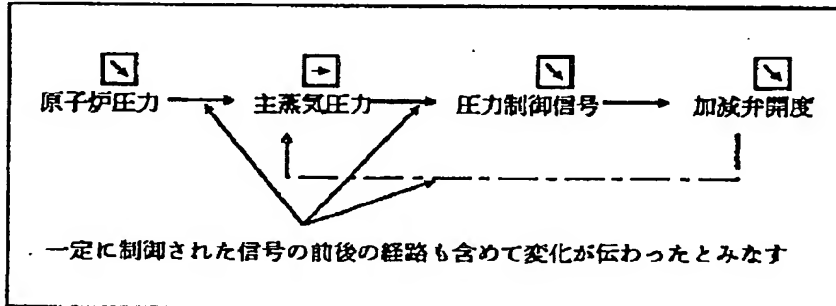 原子炉圧力 主蒸気圧力 圧力制御信号 加減弁開度
一定に制御された信号の前後の経路も含めて変化が伝わったとみなす